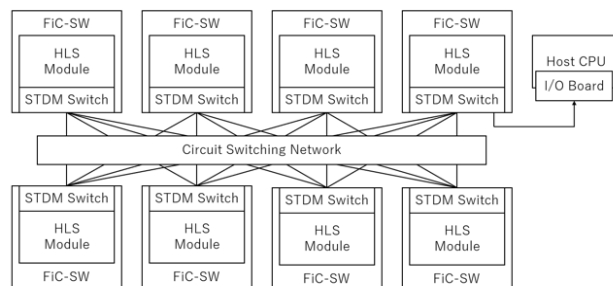 FiC-SW FiC-SW FiC-SW FiC-SW
HLS Module HLS Module HLS Module HLS Module
Host CPU
I/O Board
STDM Switch STDM Switch STDM Switch STDM Switch
Circuit Switching Network
STDM Switch STDM Switch STDM Switch STDM Switch
HLS Module HLS Module HLS Module HLS Module
FiC-SW FiC-SW FiC-SW FiC-SW